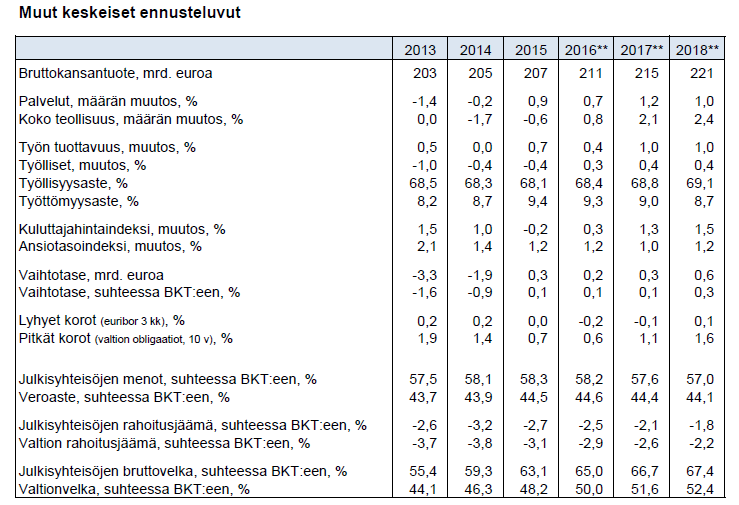 Muut keskeiset ennusteluvut
2013 2014 2015 2016** 2017** 2018**
Bruttokansantuote, mrd. euroa 203 205 207 211 215 221
Palvelut, määrän muutos, % -1,4 -0,2 0,9 0,7 1,2 1,0
Koko teollisuus, määrän muutos, % 0,0 -1,7 -0,6 0,8 2,1 2,4
Työn tuottavuus, muutos, % 0,5 0,0 0,7 0,4 1,0 1,0
Työlliset, muutos, % -1,0 -0,4 -0,4 0,3 0,4 0,4
Työllisyysaste, % 68,5 68,3 68,1 68,4 68,8 69,1
Työttömyysaste, % 8,2 8,7 9,4 9,3 9,0 8,7
Kuluttajahintaindeksi, muutos, % 1,5 1,0 -0,2 0,3 1,3 1,5
Ansiotasoindeksi, muutos, % 2,1 1,4 1,2 1,2 1,0 1,2
Vaihtotase, mrd. euroa -3,3 -1,9 0,3 0,2 0,3 0,6
Vaihtotase, suhteessa BKT:een, % -1,6 -0,9 0,1 0,1 0,1 0,3
Lyhyet korot (euribor 3 kk), % 0,2 0,2 0,0 -0,2 -0,1 0,1
Pitkät korot (valtion obligaatiot, 10 v), % 1,9 1,4 0,7 0,6 1,1 1,6
Julkisyhteisöjen menot, suhteessa BKT:een, % 57,5 58,1 58,3 58,2 57,6 57,0
Veroaste, suhteessa BKT:een, % 43,7 43,9 44,5 44,6 44,4 44,1
Julkisyhteisöjen rahoitusjäämä, suhteessa BKT:een, % -2,6 -3,2 -2,7 -2,5 -2,1 -1,8
Valtion rahoitusjäämä, suhteessa BKT:een, % -3,7 -3,8 -3,1 -2,9 -2,6 -2,2
Julkisyhteisöjen bruttovelka, suhteessa BKT:een, % 55,4 59,3 63,1 65,0 66,7 67,4
Valtionvelka, suhteessa BKT:een, % 44,1 46,3 48,2 50,0 51,6 52,4